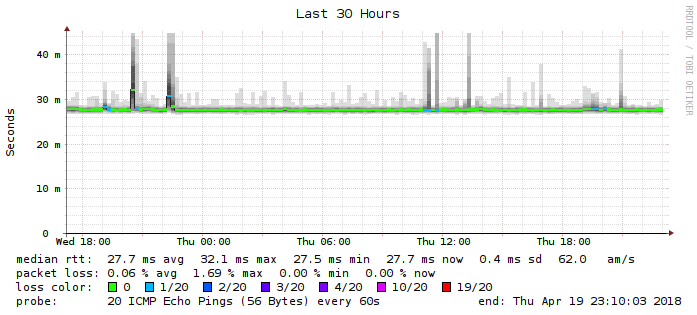 Last 30 Hours
RRDTOOL / TOBI OETIKER
Seconds
40 m
30 m
20 m
10 m
0
Wed 18:00 Thu 00:00 Thu 06:00 Thu 12:00 Thu 18:00
median rtt: 27.7 ms avg 32.1 ms max 27.5 ms min 27.7 ms now 0.4 ms sd 62.0 am/s
packet loss: 0.06 % avg 1.69 % max 0.00 % min 0.00 % now
loss color: 0 1/20 2/20 3/20 4/20 10/20 19/20
probe: 20 ICMP Echo Pings (56 Bytes) every 60s end: Thu Apr 19 23:10:03 2018